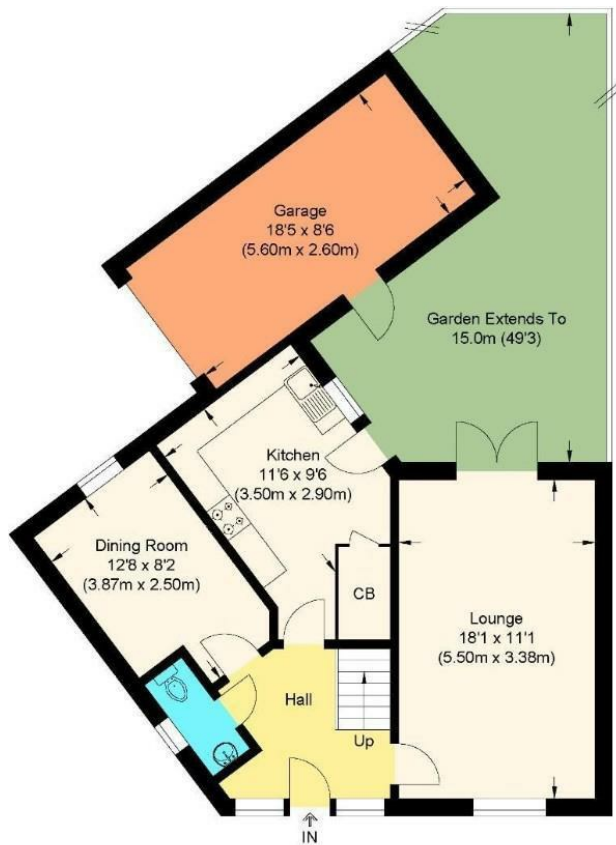 Garage
18'5 x 8'6
(5.60m x 2.60m)
Garden Extends To
15.0m (49'3)
Kitchen
11'6 x 9'6
(3.50m x 2.90m)
Dining Room
12'8 x 8'2
(3.87m x 2.50m)
CB
Lounge
18'1 x 11'1
(5.50m x 3.38m)
Hall
Up
IN